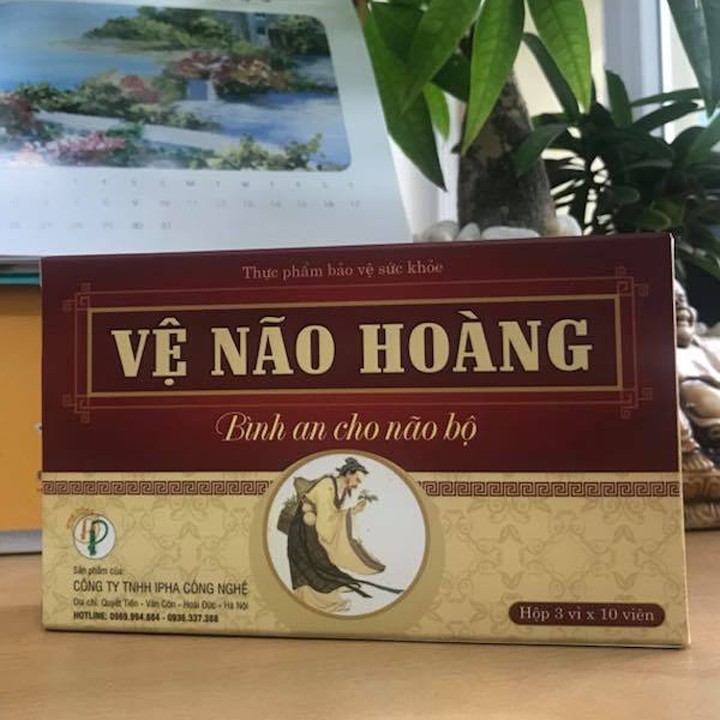 Thực phẩm bảo vệ sức khỏe
VỆ NÃO HOÀNG
Bình an cho não bộ
Sản phẩm của:
CÔNG TY TNHH IPHA CÔNG NGHỆ
Địa chỉ: Quyết Tiến - Vân Côn - Hoài Đức - Hà Nội
HOTLINE: 0969.994.664 - 0936.337.388
Hộp 3 vỉ x 10 viên